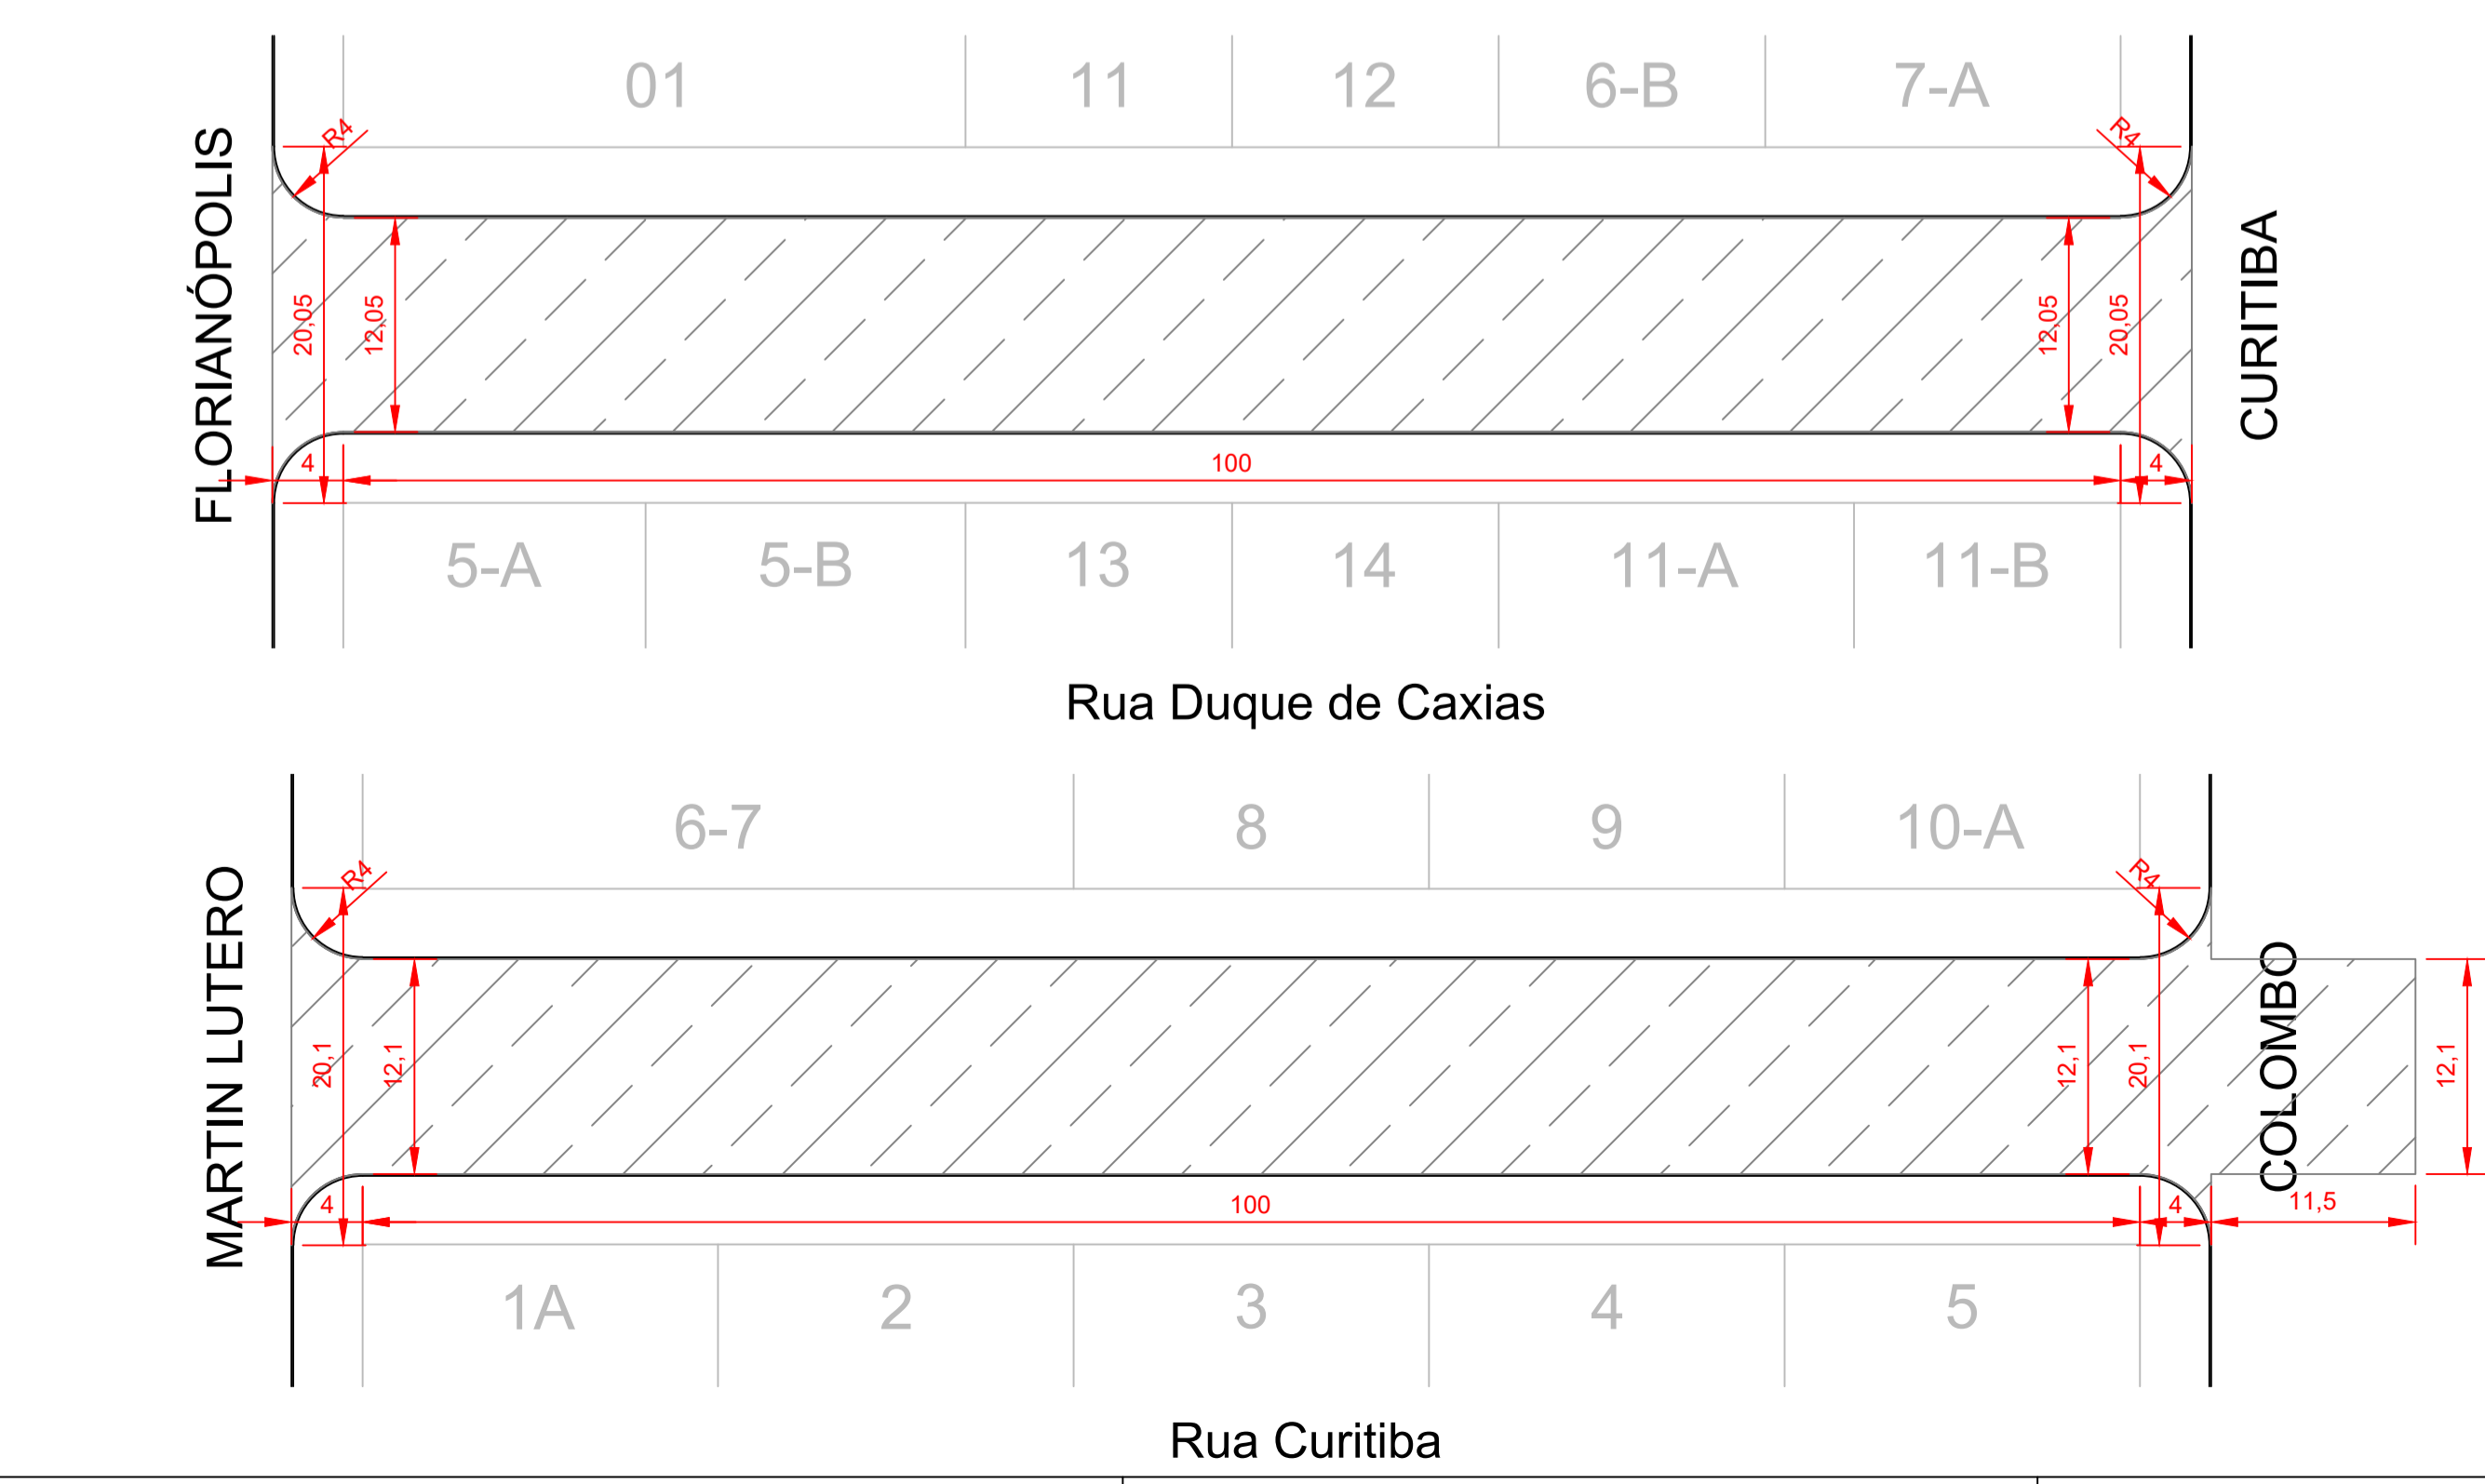 01 11 12 6-B 7-A
R4 R4
FLORIANÓPOLIS
20,05 12,05 12,05 20,05
CURITIBA
4 100 4
5-A 5-B 13 14 11-A 11-B
Rua Duque de Caxias
6-7 8 9 10-A
R4 R4
MARTIN LUTERO
20,1 12,1 12,1 20,1
COLOMBO
12,1
4 100 4 11,5
1A 2 3 4 5
Rua Curitiba